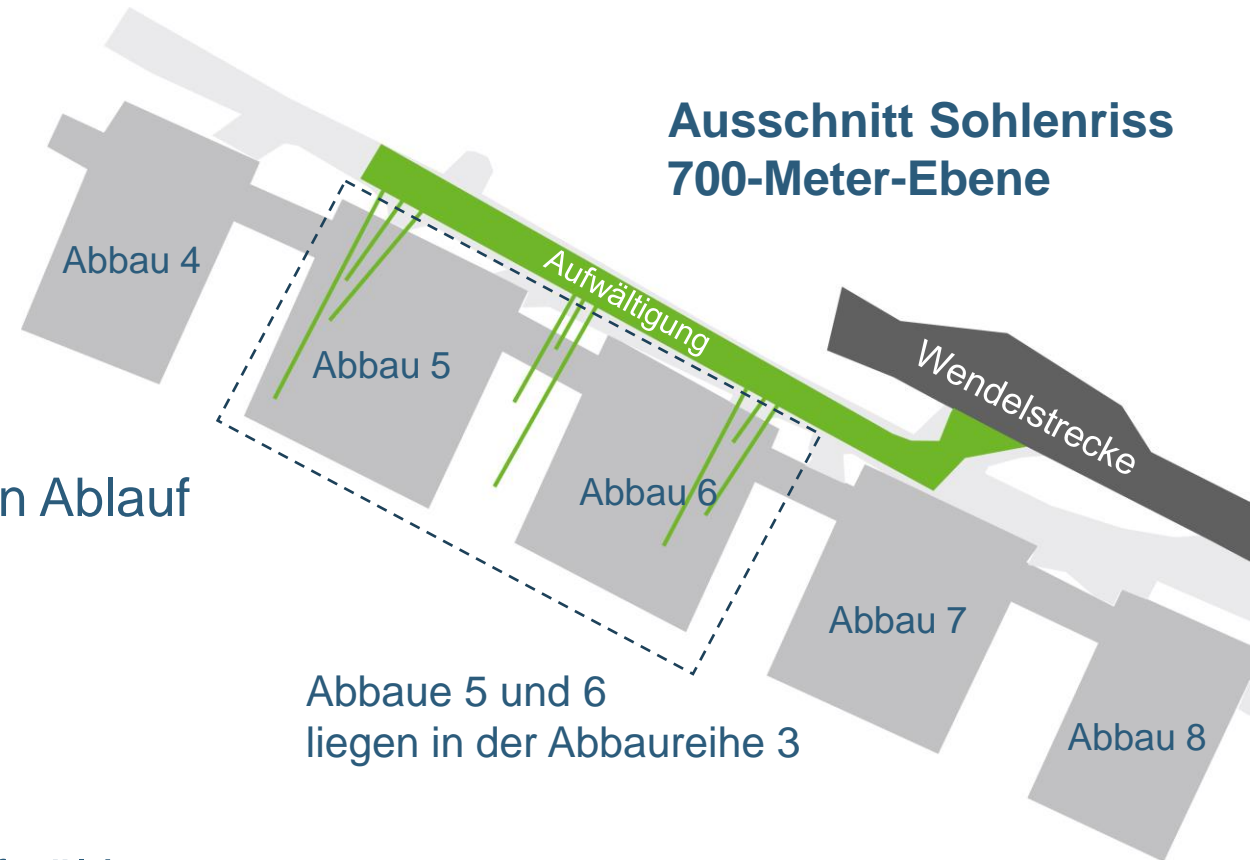 Ausschnitt Sohlenriss
700-Meter-Ebene
Abbau 4
Aufwältigung
Abbau 5
Wendelstrecke
Abbau 6
n Ablauf
Abbau 7
Abbaue 5 und 6
liegen in der Abbaureihe 3
Abbau 8